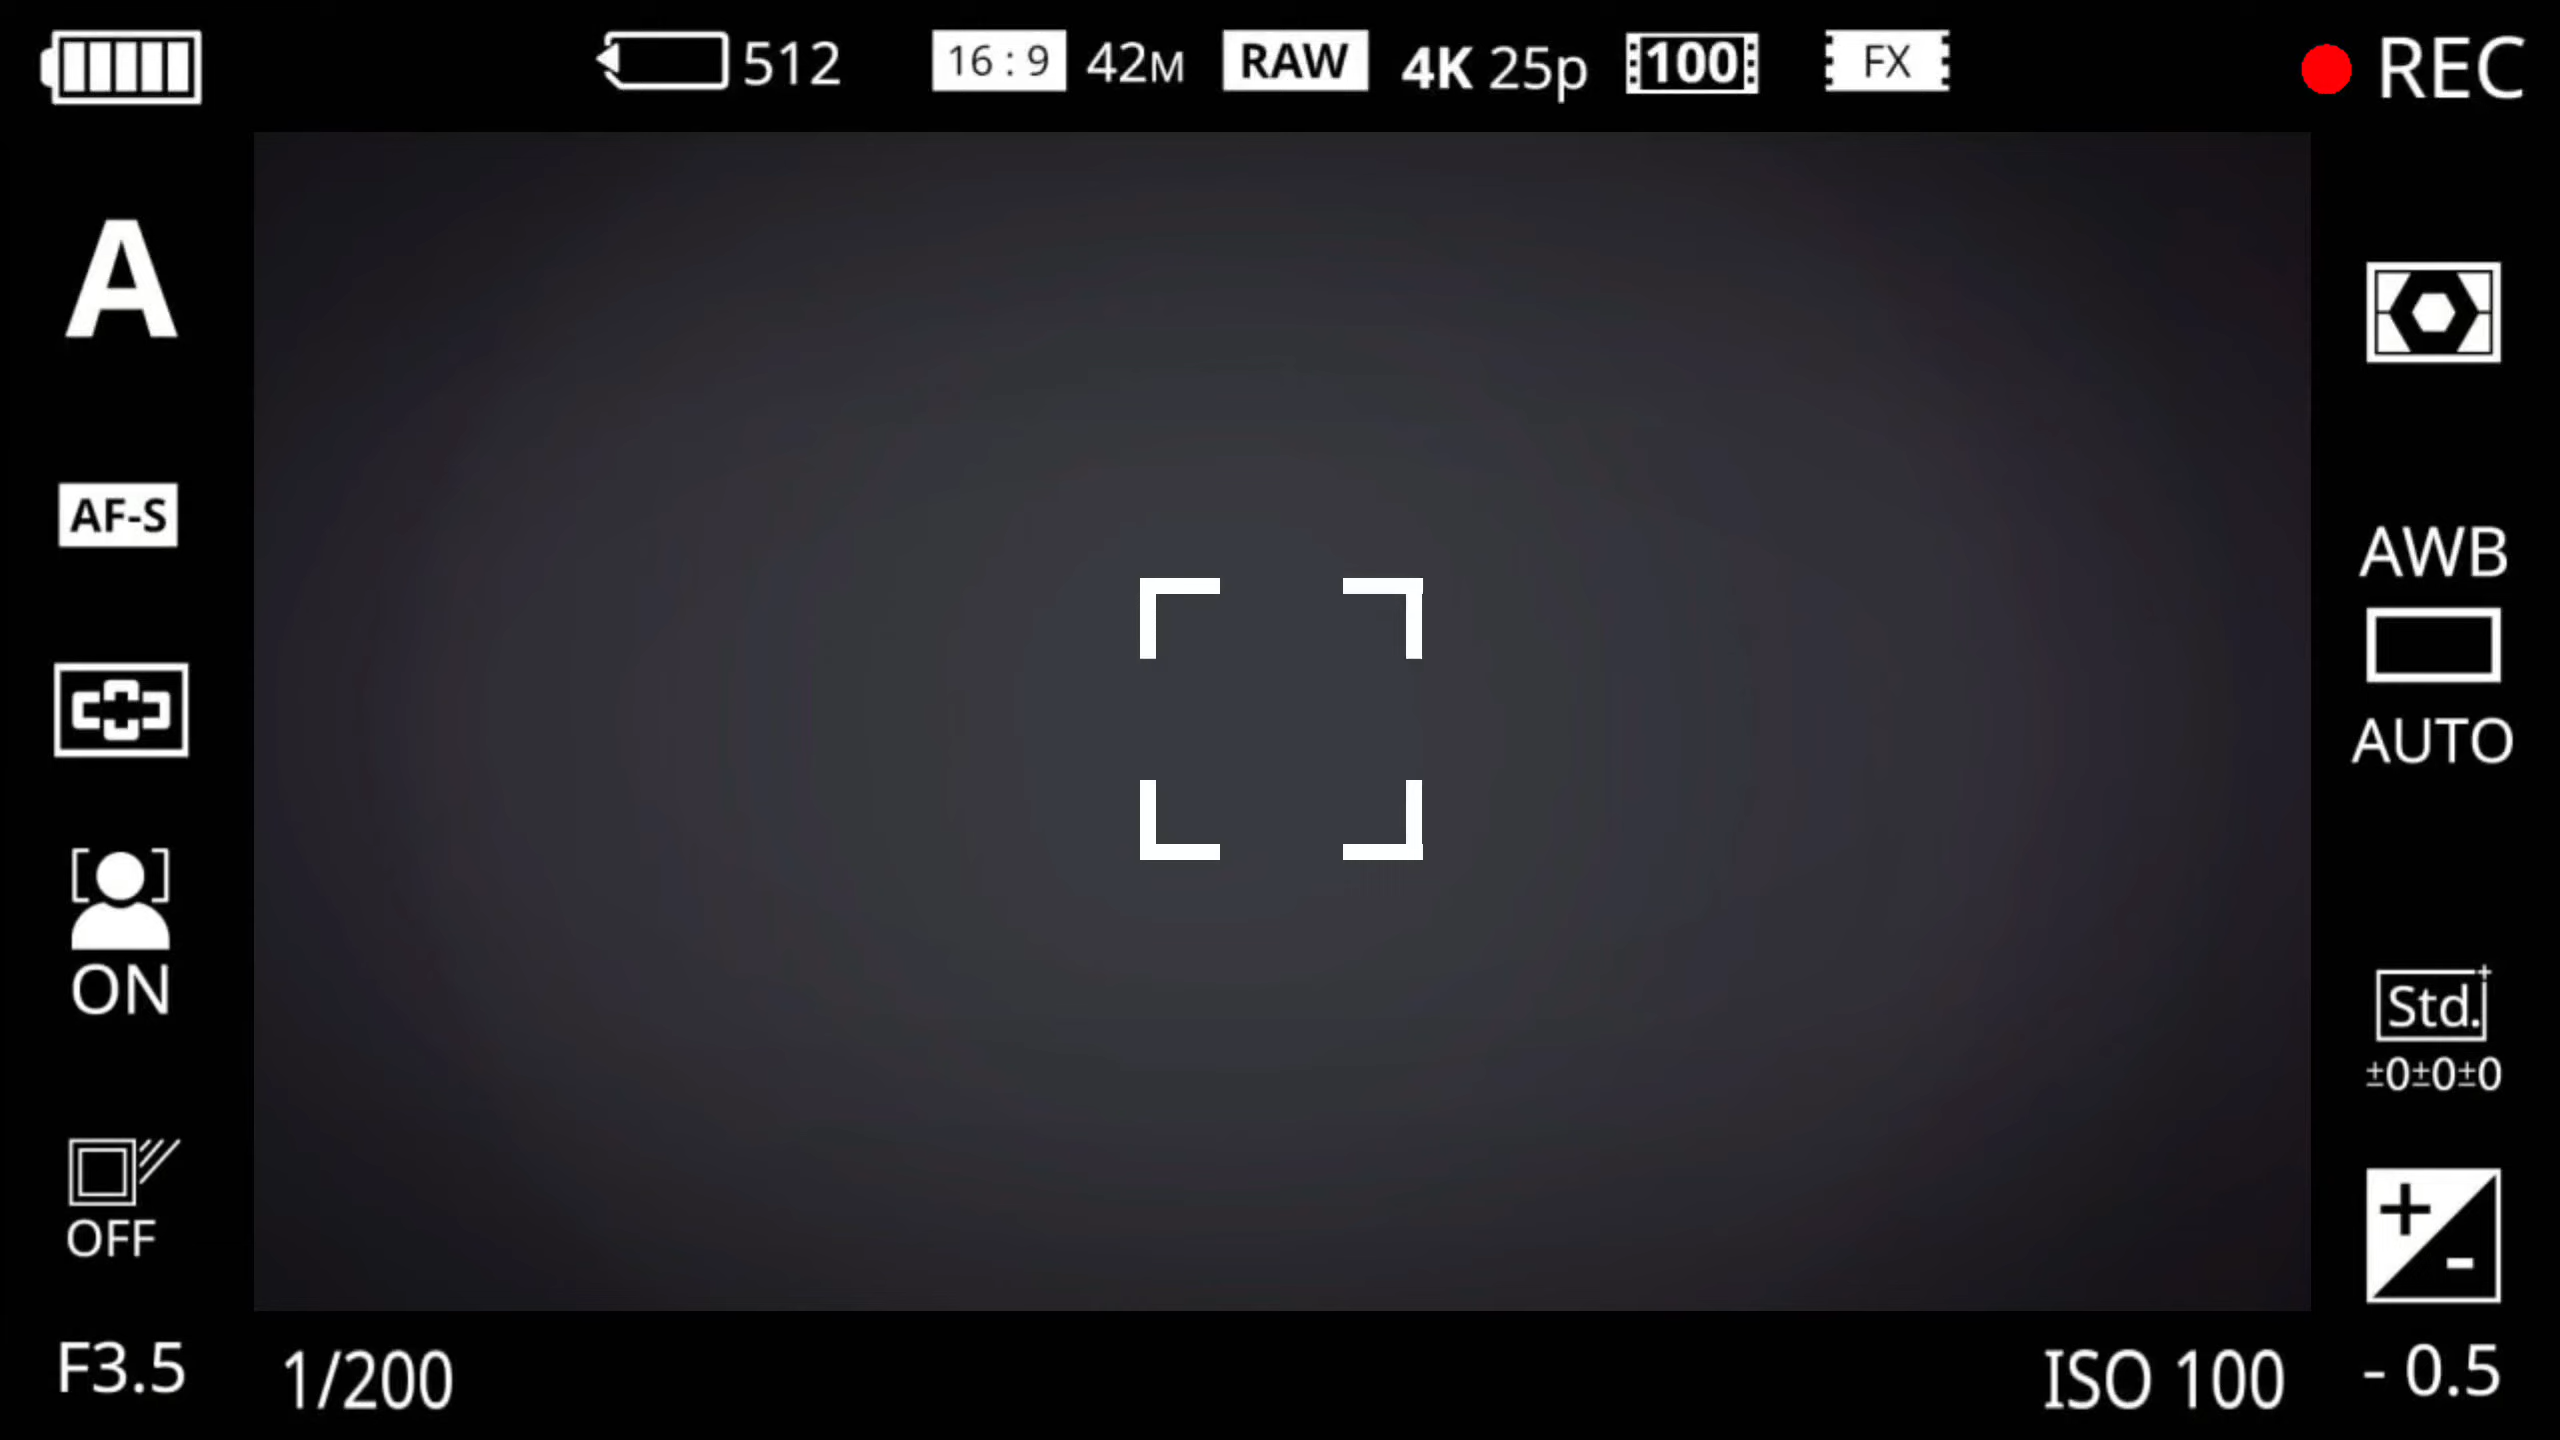 512 16 : 9 42M RAW 4K 25p 100 FX REC
A
AF-S
AWB
AUTO
ON
Std.+
±0±0±0
OFF
+ -
F3.5 1/200 ISO 100 - 0.5